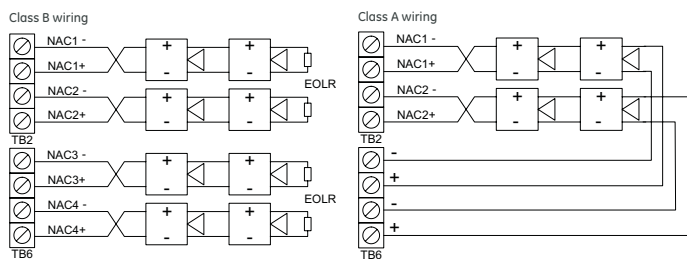 Class B wiring
NAC1 -
+ +
NAC1+
- -
EOLR
NAC2 -
+ +
NAC2+
- -
TB2
NAC3 -
+ +
NAC3+
- -
EOLR
NAC4 -
+ +
NAC4+
- -
TB6
Class A wiring
NAC1 -
+ +
NAC1+
- -
NAC2 -
+ +
NAC2+
- -
TB2
-
+
-
+
TB6